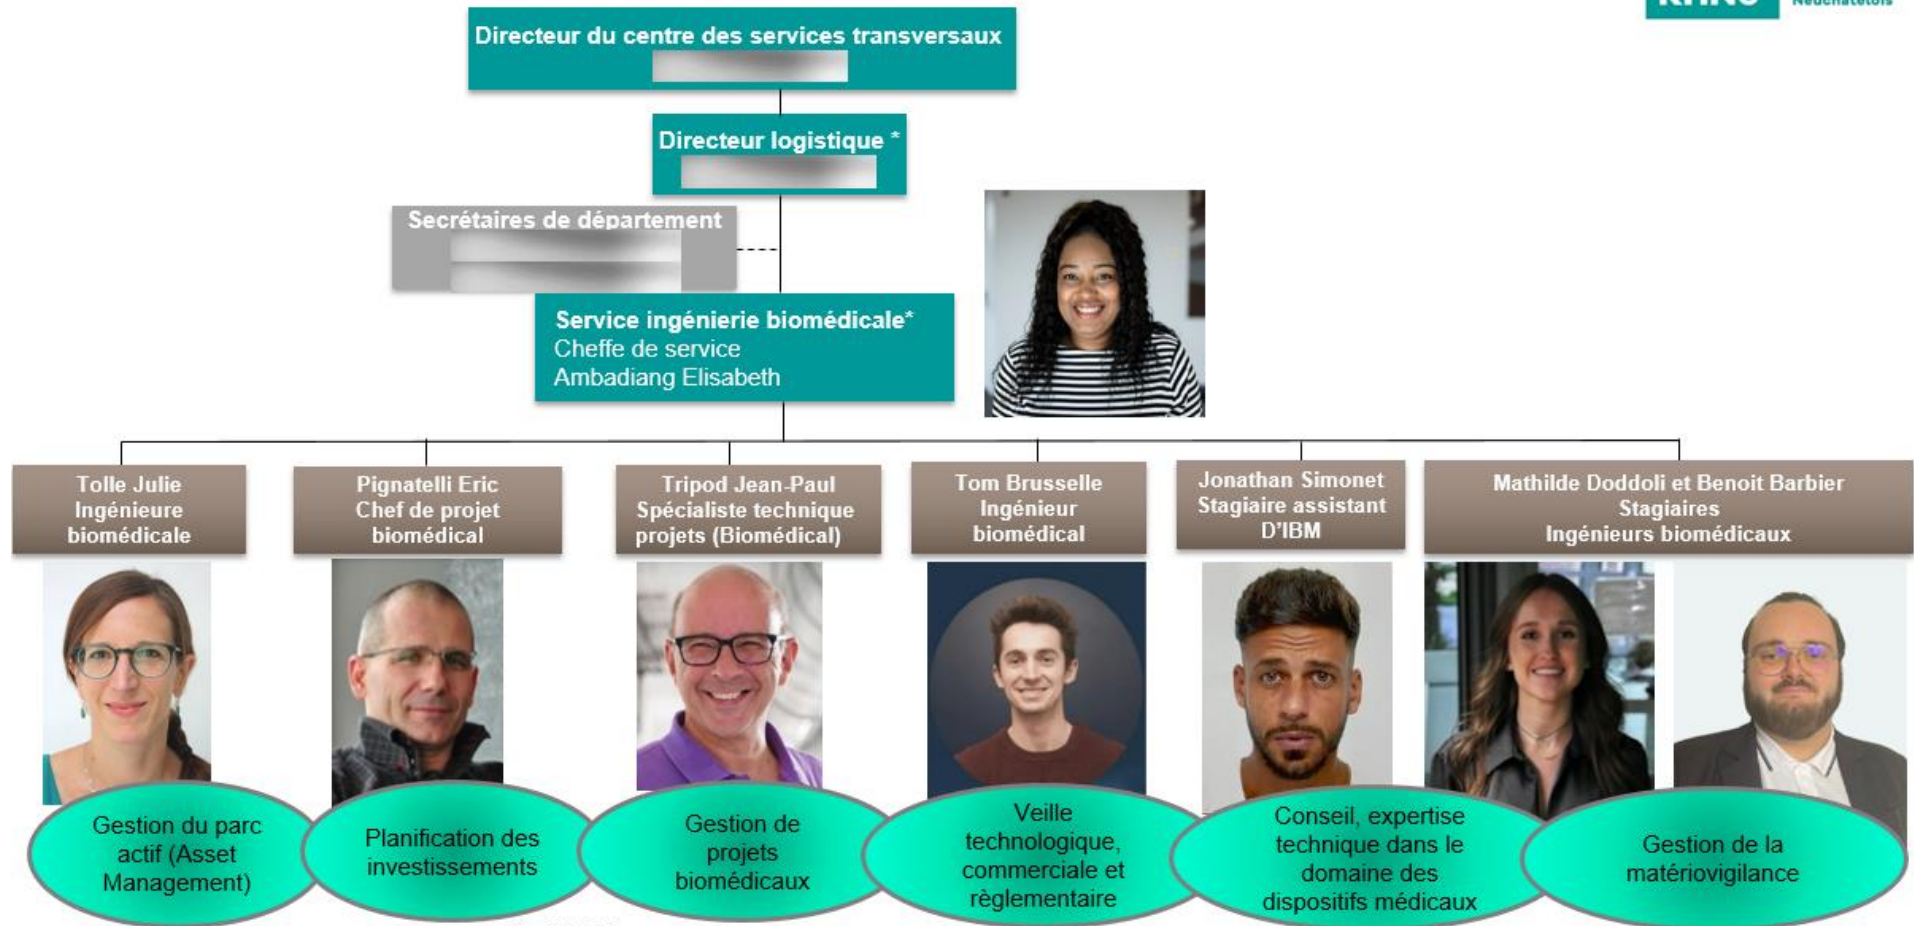 Neuchâtelois
Directeur du centre des services transversaux
Directeur logistique *
Secrétaires de département
Service ingénierie biomédicale*
Cheffe de service
Ambadiang Elisabeth
Tolle Julie
Ingénieure
biomédicale
Pignatelli Eric
Chef de projet
biomédical
Tripod Jean-Paul
Spécialiste technique
projets (Biomédical)
Tom Brusselle
Ingénieur
biomédical
Jonathan Simonet
Stagiaire assistant
D'IBM
Mathilde Doddoli et Benoit Barbier
Stagiaires
Ingénieurs biomédicaux
Gestion du parc
actif (Asset
Management)
Planification des
investissements
Gestion de
projets
biomédicaux
Veille
technologique,
commerciale et
règlementaire
Conseil, expertise
technique dans le
domaine des
dispositifs médicaux
Gestion de la
matériovigilance